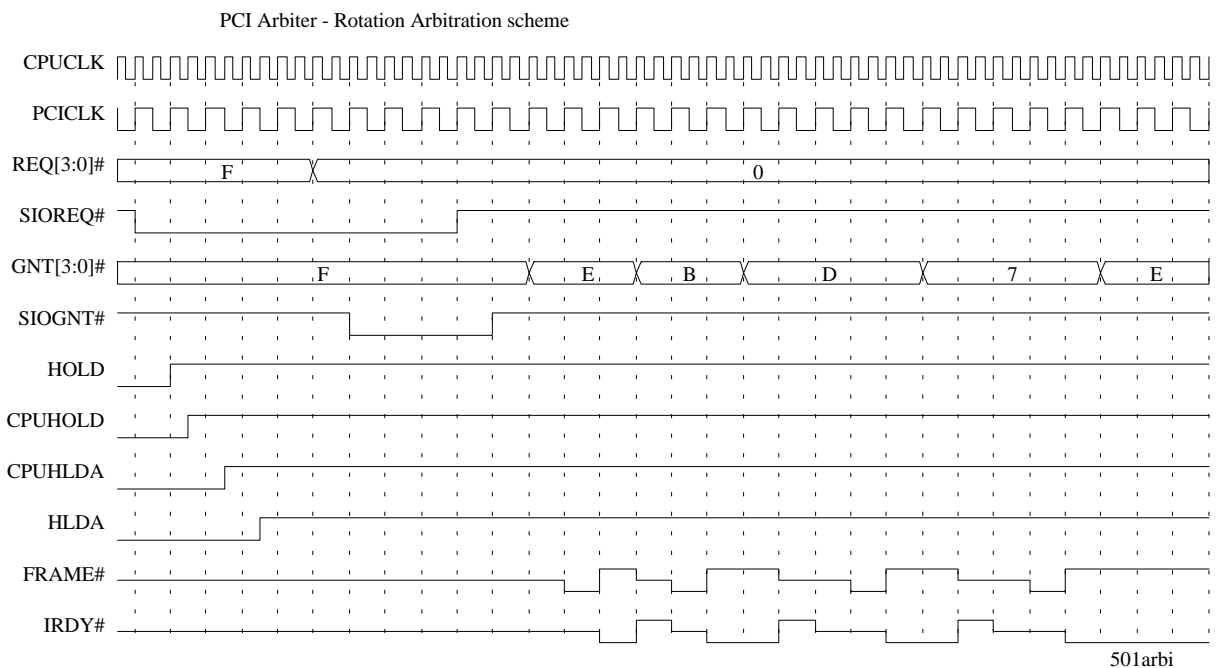 PCI Arbiter - Rotation Arbitration scheme
CPUCLK
PCICLK
REQ[3:0]# F 0
SIOREQ#
GNT[3:0]# F E B D 7 E
SIOGNT#
HOLD
CPUHOLD
CPUHLDA
HLDA
FRAME#
IRDY#
501arbi